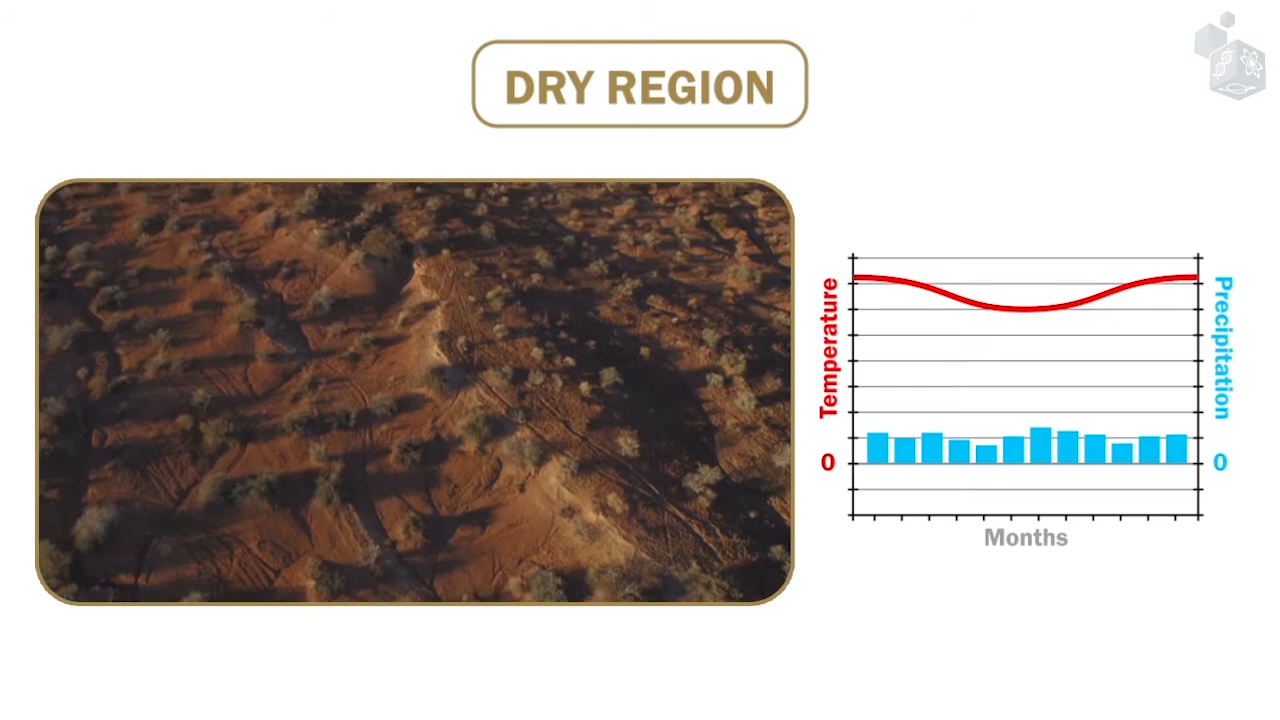 DRY REGION
Temperature
Precipitation
0
0
Months